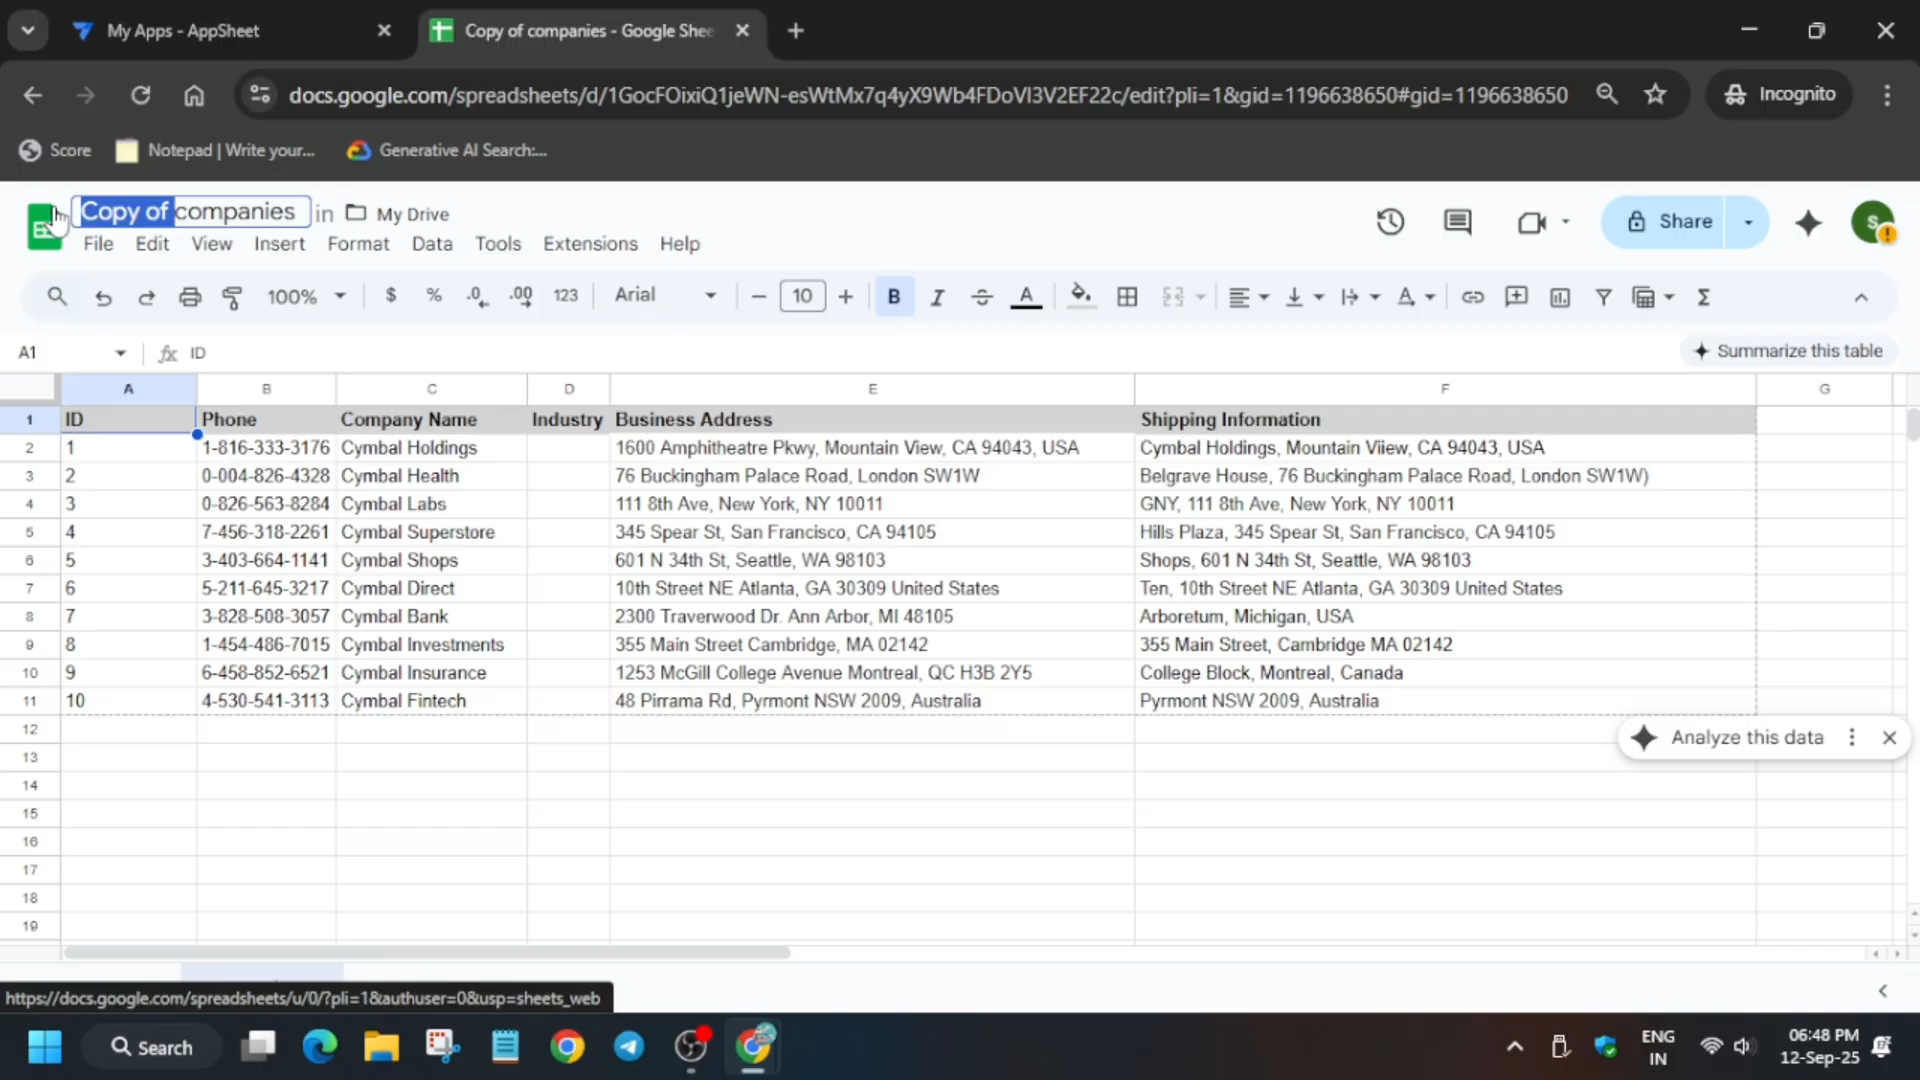 My Apps - AppSheet
Copy of companies - Google Shee
docs.google.com/spreadsheets/d/1GocFOixiQ1jeWN-esWtMx7q4yX9Wb4FDoVl3V2EF22c/edit?pli=1&gid=1196638650#gid=1196638650
Incognito
Score
Notepad | Write your...
Generative AI Search:...
Copy of companies in My Drive
File Edit View Insert Format Data Tools Extensions Help
Share
S
100% $ % .0 .00 123 Arial 10 B I A
A1 fx ID
Summarize this table
A B C D E F G
1 ID Phone Company Name Industry Business Address Shipping Information
2 1 1-816-333-3176 Cymbal Holdings 1600 Amphitheatre Pkwy, Mountain View, CA 94043, USA Cymbal Holdings, Mountain Viiew, CA 94043, USA
3 2 0-004-826-4328 Cymbal Health 76 Buckingham Palace Road, London SW1W Belgrave House, 76 Buckingham Palace Road, London SW1W)
4 3 0-826-563-8284 Cymbal Labs 111 8th Ave, New York, NY 10011 GNY, 111 8th Ave, New York, NY 10011
5 4 7-456-318-2261 Cymbal Superstore 345 Spear St, San Francisco, CA 94105 Hills Plaza, 345 Spear St, San Francisco, CA 94105
6 5 3-403-664-1141 Cymbal Shops 601 N 34th St, Seattle, WA 98103 Shops, 601 N 34th St, Seattle, WA 98103
7 6 5-211-645-3217 Cymbal Direct 10th Street NE Atlanta, GA 30309 United States Ten, 10th Street NE Atlanta, GA 30309 United States
8 7 3-828-508-3057 Cymbal Bank 2300 Traverwood Dr. Ann Arbor, MI 48105 Arboretum, Michigan, USA
9 8 1-454-486-7015 Cymbal Investments 355 Main Street Cambridge, MA 02142 355 Main Street, Cambridge MA 02142
10 9 6-458-852-6521 Cymbal Insurance 1253 McGill College Avenue Montreal, QC H3B 2Y5 College Block, Montreal, Canada
11 10 4-530-541-3113 Cymbal Fintech 48 Pirrama Rd, Pyrmont NSW 2009, Australia Pyrmont NSW 2009, Australia
12
Analyze this data
13
14
15
16
17
18
19
https://docs.google.com/spreadsheets/u/0/?pli=1&authuser=0&usp=sheets_web
Search
ENG
IN
06:48 PM
12-Sep-25